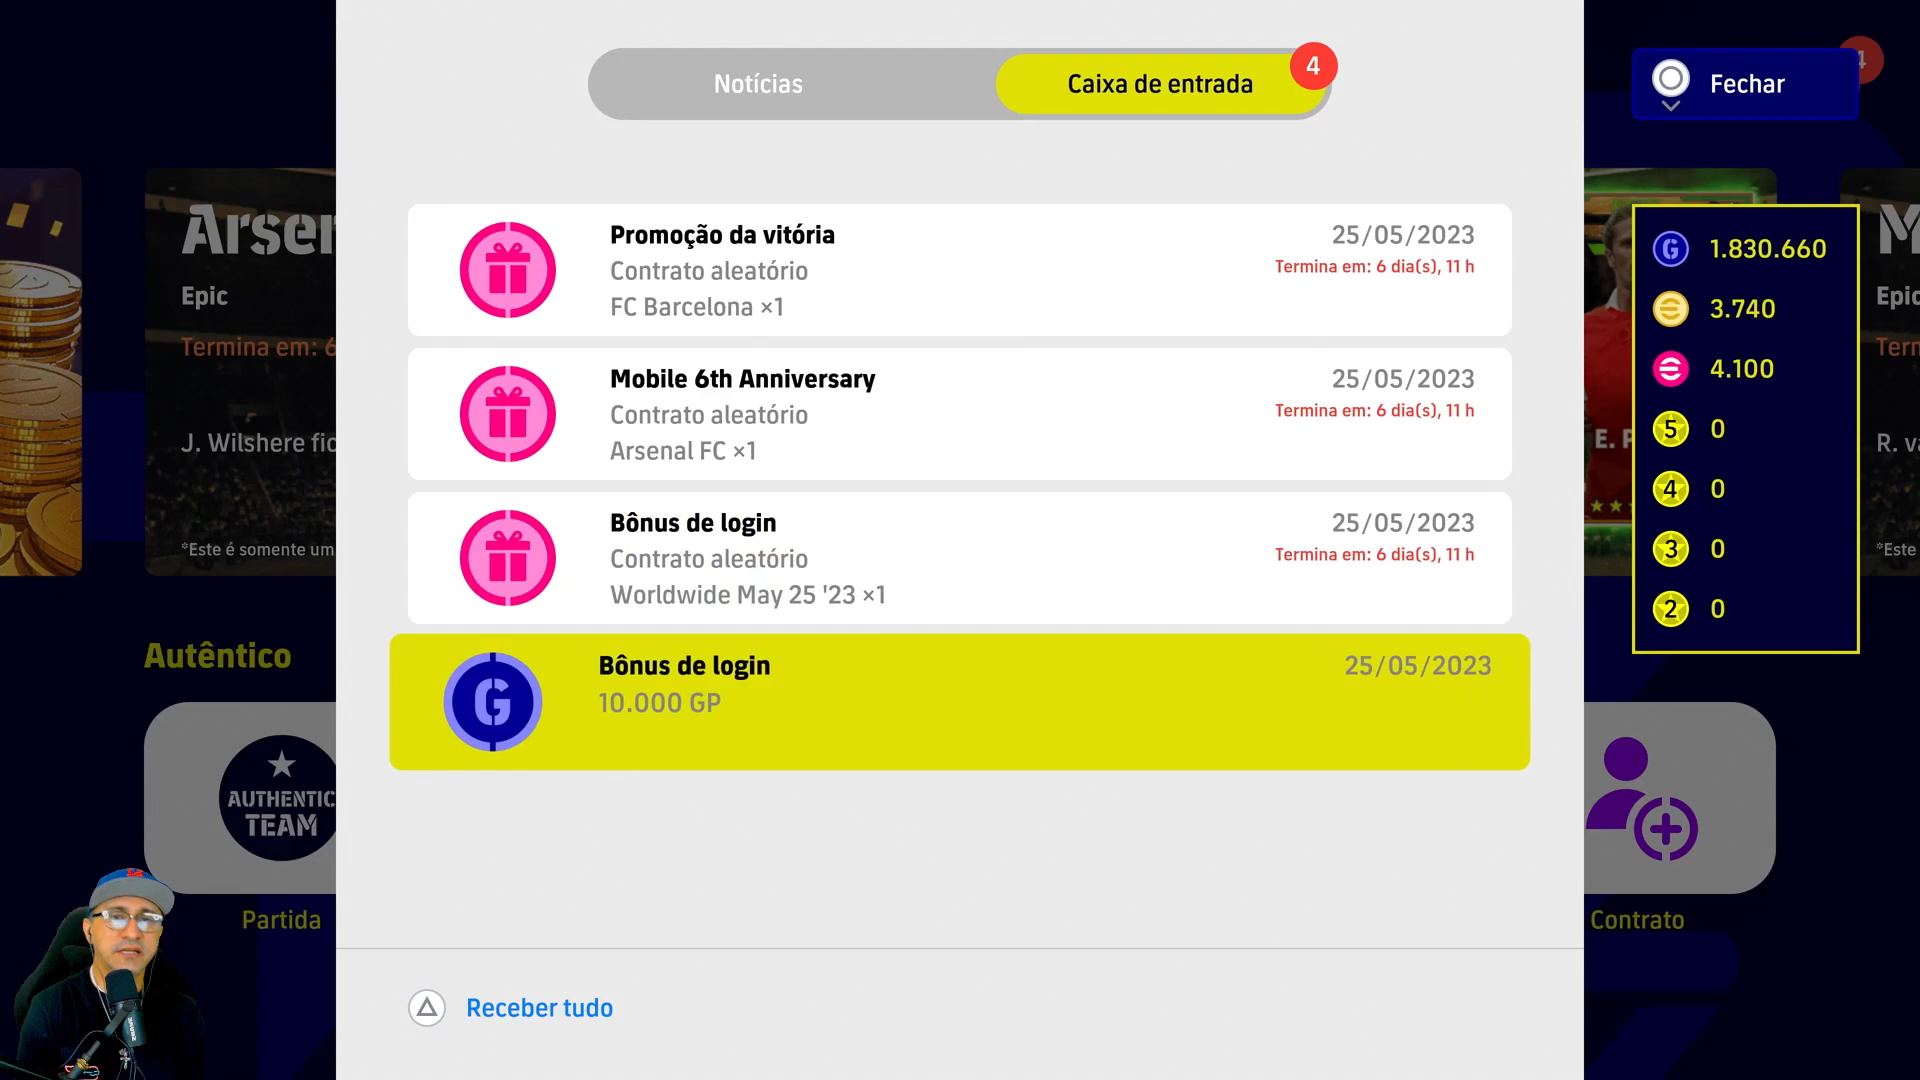 Notícias
Caixa de entrada
4
Fechar
4
Promoção da vitória
25/05/2023
Contrato aleatório
Termina em: 6 dia(s), 11 h
FC Barcelona ×1
Mobile 6th Anniversary
25/05/2023
Contrato aleatório
Termina em: 6 dia(s), 11 h
Arsenal FC ×1
Bônus de login
25/05/2023
Contrato aleatório
Termina em: 6 dia(s), 11 h
Worldwide May 25 '23 ×1
Bônus de login
25/05/2023
10.000 GP
Receber tudo
G 1.830.660
3.740
4.100
5 0
4 0
3 0
2 0
Arsen
Epic
Termina em: 6
J. Wilshere fic
*Este é somente um
Autêntico
AUTHENTIC
TEAM
Partida
E. P
M
Epic
Term
R. va
*Este
Contrato